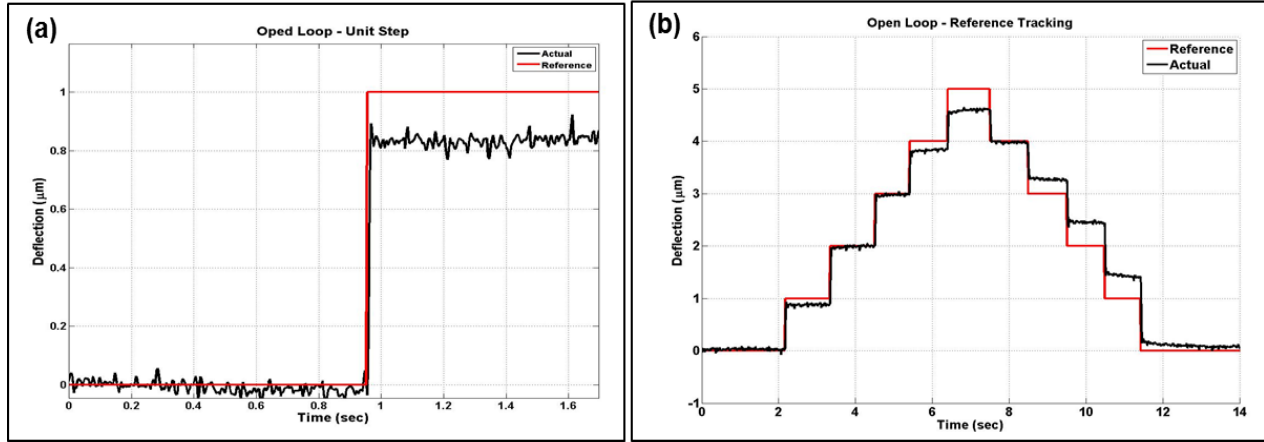 (a)
Oped Loop - Unit Step
Actual
Reference
1
0.8
0.6
0.4
0.2
0
Deflection (μm)
0 0.2 0.4 0.6 0.8 1 1.2 1.4 1.6
Time (sec)
(b)
Open Loop - Reference Tracking
Reference
Actual
6
5
4
3
2
1
0
-1
Deflection (μm)
0 2 4 6 8 10 12 14
Time (sec)